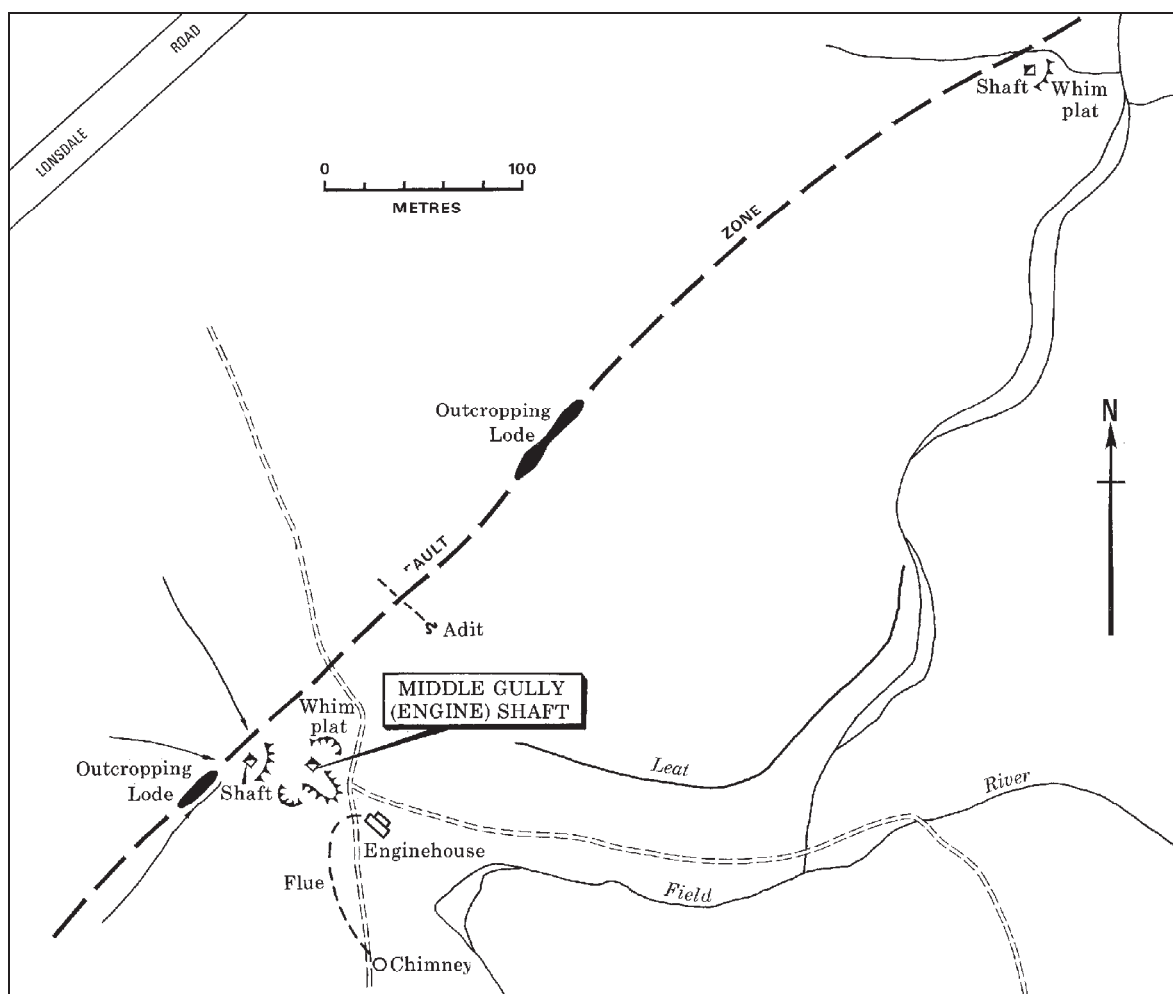 ROAD
LONSDALE
Shaft
Whim
plat
0 100
METRES
ZONE
Outcropping
Lode
N
FAULT
Adit
MIDDLE GULLY
(ENGINE) SHAFT
Whim
plat
Outcropping
Lode
Shaft
Leat
River
Enginehouse
Flue
Field
Chimney